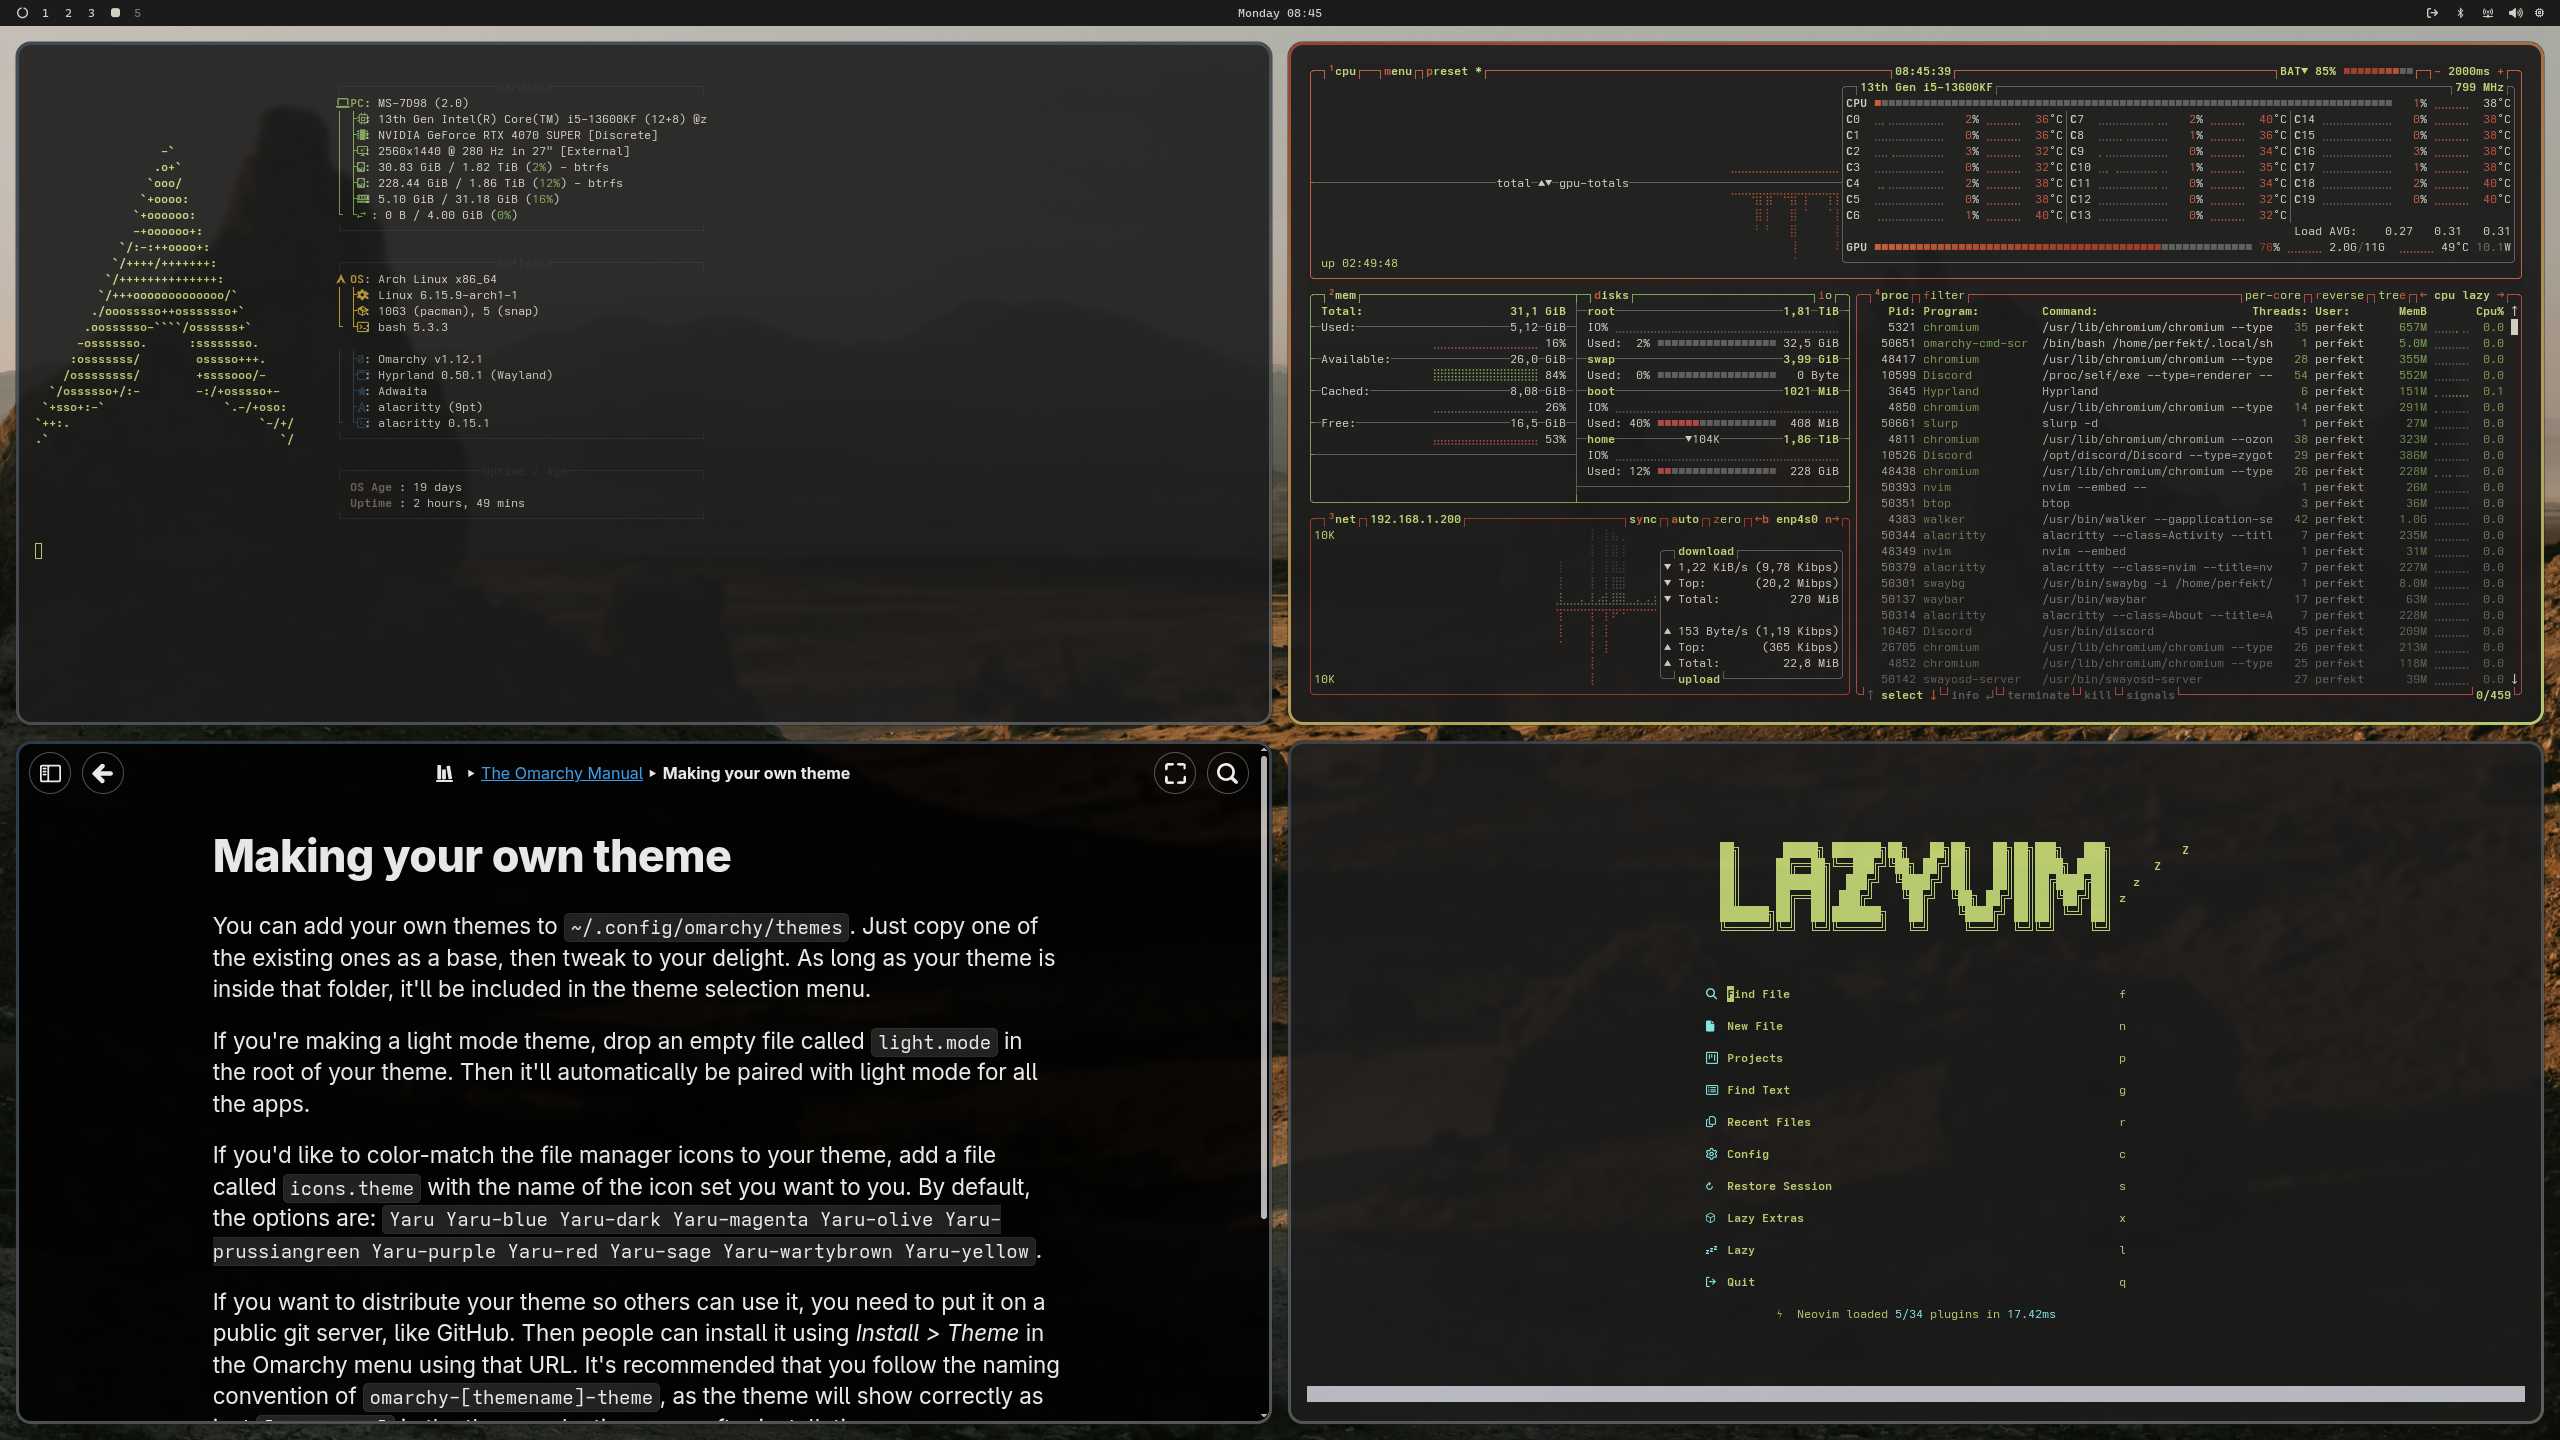 1 2 3 5
Monday 08:45
Hardware
PC: MS-7D98 (2.0)
: 13th Gen Intel(R) Core(TM) i5-13600KF (12+8) @z
: NVIDIA GeForce RTX 4070 SUPER [Discrete]
: 2560x1440 @ 280 Hz in 27" [External]
: 30.83 GiB / 1.82 TiB (2%) - btrfs
: 228.44 GiB / 1.86 TiB (12%) - btrfs
: 5.10 GiB / 31.18 GiB (16%)
: 0 B / 4.00 GiB (0%)
Software
OS: Arch Linux x86_64
: Linux 6.15.9-arch1-1
: 1063 (pacman), 5 (snap)
: bash 5.3.3
: Omarchy v1.12.1
: Hyprland 0.50.1 (Wayland)
: Adwaita
: alacritty (9pt)
: alacritty 0.15.1
Uptime / Age
OS Age : 19 days
Uptime : 2 hours, 49 mins
1cpu menu preset * 08:45:39 BAT▼ 85% - 2000ms +
13th Gen i5-13600KF 799 MHz
CPU 1% 38°C
C0 2% 36°C C7 2% 40°C C14 0% 38°C
C1 0% 36°C C8 1% 36°C C15 0% 38°C
C2 3% 32°C C9 0% 34°C C16 3% 38°C
C3 0% 32°C C10 1% 35°C C17 1% 38°C
C4 2% 38°C C11 0% 34°C C18 2% 40°C
C5 0% 38°C C12 0% 32°C C19 0% 40°C
C6 1% 40°C C13 0% 32°C
Load AVG: 0.27 0.31 0.31
GPU 76% 2.0G/11G 49°C 10.1W
total ▲▼ gpu-totals
up 02:49:48
2mem
Total: 31,1 GiB
Used: 5,12 GiB
16%
Available: 26,0 GiB
84%
Cached: 8,08 GiB
26%
Free: 16,5 GiB
53%
disks io
root 1,81 TiB
IO%
Used: 2% 32,5 GiB
swap 3,99 GiB
Used: 0% 0 Byte
boot 1021 MiB
IO%
Used: 40% 408 MiB
home ▼104K 1,86 TiB
IO%
Used: 12% 228 GiB
3net 192.168.1.200 sync auto zero ←b enp4s0 n→
10K
download
▼ 1,22 KiB/s (9,78 Kibps)
▼ Top: (20,2 Mibps)
▼ Total: 270 MiB
▲ 153 Byte/s (1,19 Kibps)
▲ Top: (365 Kibps)
▲ Total: 22,8 MiB
upload
10K
4proc filter per-core reverse tree ← cpu lazy →
Pid: Program: Command: Threads: User: MemB Cpu% ↑
5321 chromium /usr/lib/chromium/chromium --type 35 perfekt 657M 0.0
50651 omarchy-cmd-scr /bin/bash /home/perfekt/.local/sh 1 perfekt 5.0M 0.0
48417 chromium /usr/lib/chromium/chromium --type 28 perfekt 355M 0.0
10599 Discord /proc/self/exe --type=renderer -- 54 perfekt 552M 0.0
3645 Hyprland Hyprland 6 perfekt 151M 0.1
4850 chromium /usr/lib/chromium/chromium --type 14 perfekt 291M 0.0
50661 slurp slurp -d 1 perfekt 27M 0.0
4811 chromium /usr/lib/chromium/chromium --ozon 38 perfekt 323M 0.0
10526 Discord /opt/discord/Discord --type=zygot 29 perfekt 386M 0.0
48438 chromium /usr/lib/chromium/chromium --type 26 perfekt 228M 0.0
50393 nvim nvim --embed -- 1 perfekt 26M 0.0
50351 btop btop 3 perfekt 36M 0.0
4383 walker /usr/bin/walker --gapplication-se 42 perfekt 1.0G 0.0
50344 alacritty alacritty --class=Activity --titl 7 perfekt 235M 0.0
48349 nvim nvim --embed 1 perfekt 31M 0.0
50379 alacritty alacritty --class=nvim --title=nv 7 perfekt 227M 0.0
50301 swaybg /usr/bin/swaybg -i /home/perfekt/ 1 perfekt 8.0M 0.0
50137 waybar /usr/bin/waybar 17 perfekt 63M 0.0
50314 alacritty alacritty --class=About --title=A 7 perfekt 228M 0.0
10467 Discord /usr/bin/discord 45 perfekt 209M 0.0
26705 chromium /usr/lib/chromium/chromium --type 26 perfekt 213M 0.0
4852 chromium /usr/lib/chromium/chromium --type 25 perfekt 118M 0.0
50142 swayosd-server /usr/bin/swayosd-server 27 perfekt 39M 0.0 ↓
↑ select ↓ info ↲ terminate kill signals 0/459
The Omarchy Manual ▸ Making your own theme
Making your own theme
You can add your own themes to ~/.config/omarchy/themes. Just copy one of
the existing ones as a base, then tweak to your delight. As long as your theme is
inside that folder, it'll be included in the theme selection menu.
If you're making a light mode theme, drop an empty file called light.mode in
the root of your theme. Then it'll automatically be paired with light mode for all
the apps.
If you'd like to color-match the file manager icons to your theme, add a file
called icons.theme with the name of the icon set you want to you. By default,
the options are: Yaru Yaru-blue Yaru-dark Yaru-magenta Yaru-olive Yaru-
prussiangreen Yaru-purple Yaru-red Yaru-sage Yaru-wartybrown Yaru-yellow.
If you want to distribute your theme so others can use it, you need to put it on a
public git server, like GitHub. Then people can install it using Install > Theme in
the Omarchy menu using that URL. It's recommended that you follow the naming
convention of omarchy-[themename]-theme, as the theme will show correctly as
LAZYVIM
Z
Z
z
z
Find File f
New File n
Projects p
Find Text g
Recent Files r
Config c
Restore Session s
Lazy Extras x
Lazy l
Quit q
Neovim loaded 5/34 plugins in 17.42ms